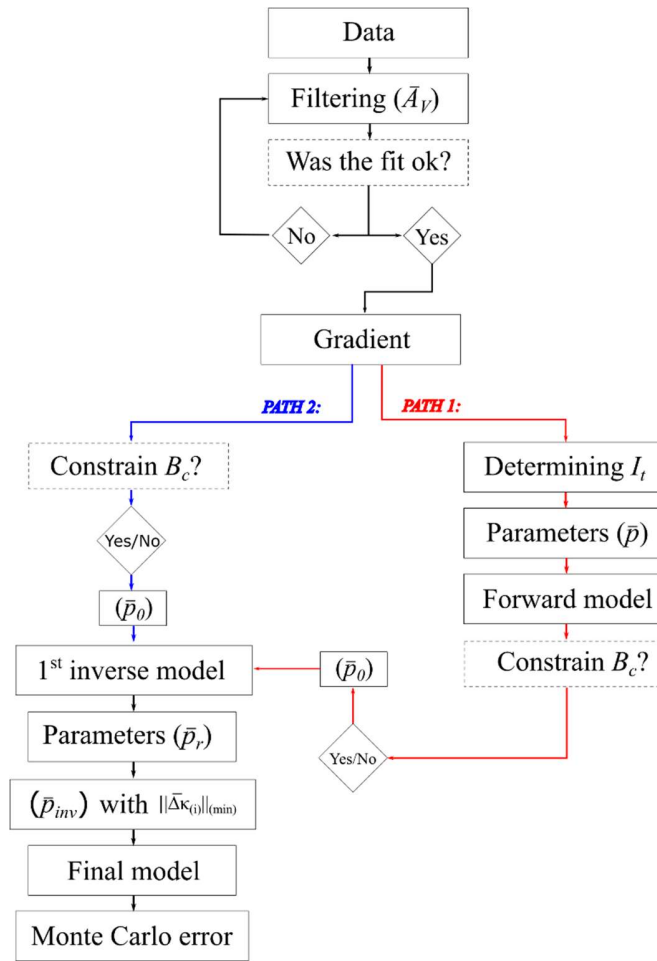 Data
Filtering (Ā_V)
Was the fit ok?
No
Yes
Gradient
PATH 2:
PATH 1:
Constrain B_c?
Determining I_t
Yes/No
Parameters (p̄)
(p̄_0)
Forward model
1st inverse model
(p̄_0)
Constrain B_c?
Parameters (p̄_r)
Yes/No
(p̄_inv) with ||Δ̄κ_(i)||_(min)
Final model
Monte Carlo error